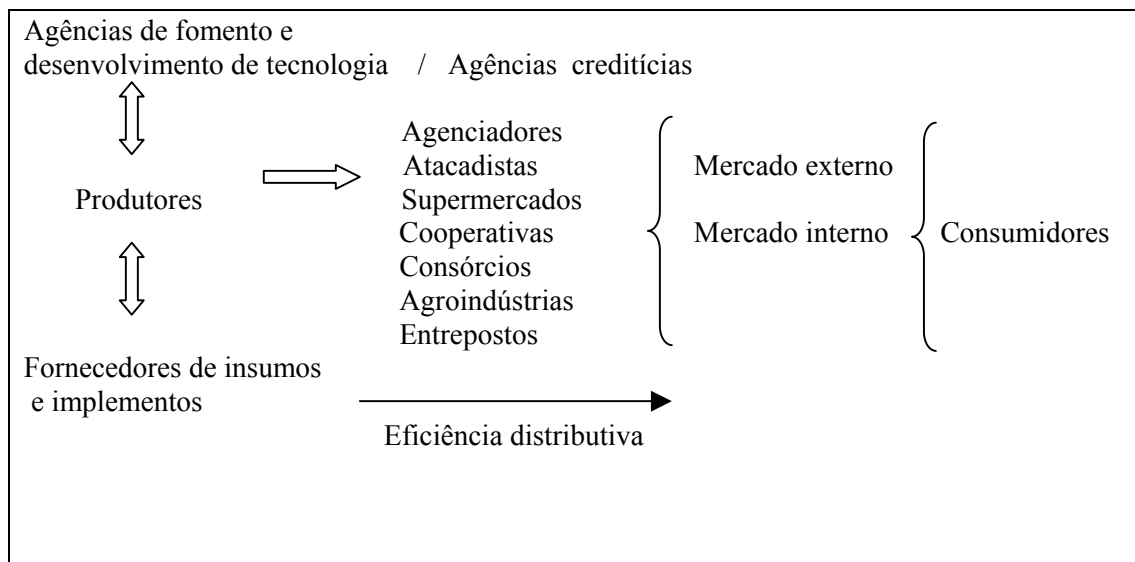 Agências de fomento e
desenvolvimento de tecnologia / Agências creditícias
Produtores
Fornecedores de insumos
e implementos
Agenciadores
Atacadistas
Supermercados
Cooperativas
Consórcios
Agroindústrias
Entrepostos
Mercado externo
Mercado interno
Consumidores
Eficiência distributiva